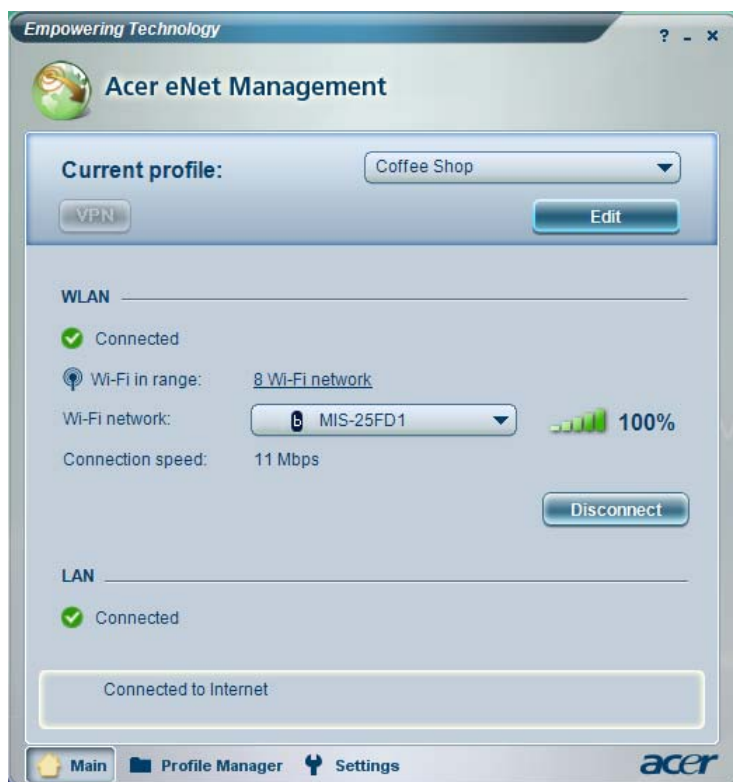 Empowering Technology
? - x
Acer eNet Management
Current profile:
Coffee Shop
VPN
Edit
WLAN
Connected
Wi-Fi in range:
8 Wi-Fi network
Wi-Fi network:
b MIS-25FD1
100%
Connection speed:
11 Mbps
Disconnect
LAN
Connected
Connected to Internet
Main
Profile Manager
Settings
acer